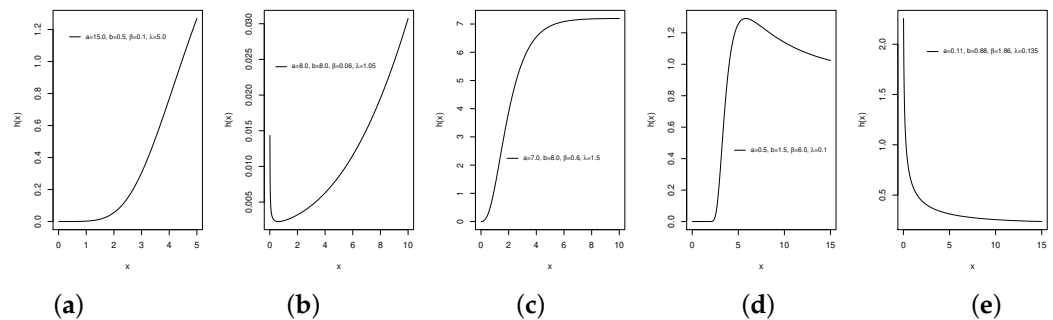 a=15.0, b=0.5, β=0.1, λ=5.0
h(x)
0.0 0.2 0.4 0.6 0.8 1.0 1.2
0 1 2 3 4 5
x
(a)
a=8.0, b=8.0, β=0.06, λ=1.05
h(x)
0.005 0.010 0.015 0.020 0.025 0.030
0 2 4 6 8 10
x
(b)
a=7.0, b=8.0, β=0.6, λ=1.5
h(x)
0 1 2 3 4 5 6 7
0 2 4 6 8 10
x
(c)
a=0.5, b=1.5, β=6.0, λ=0.1
h(x)
0.0 0.2 0.4 0.6 0.8 1.0 1.2
0 5 10 15
x
(d)
a=0.11, b=0.88, β=1.86, λ=0.135
h(x)
0.5 1.0 1.5 2.0
0 5 10 15
x
(e)